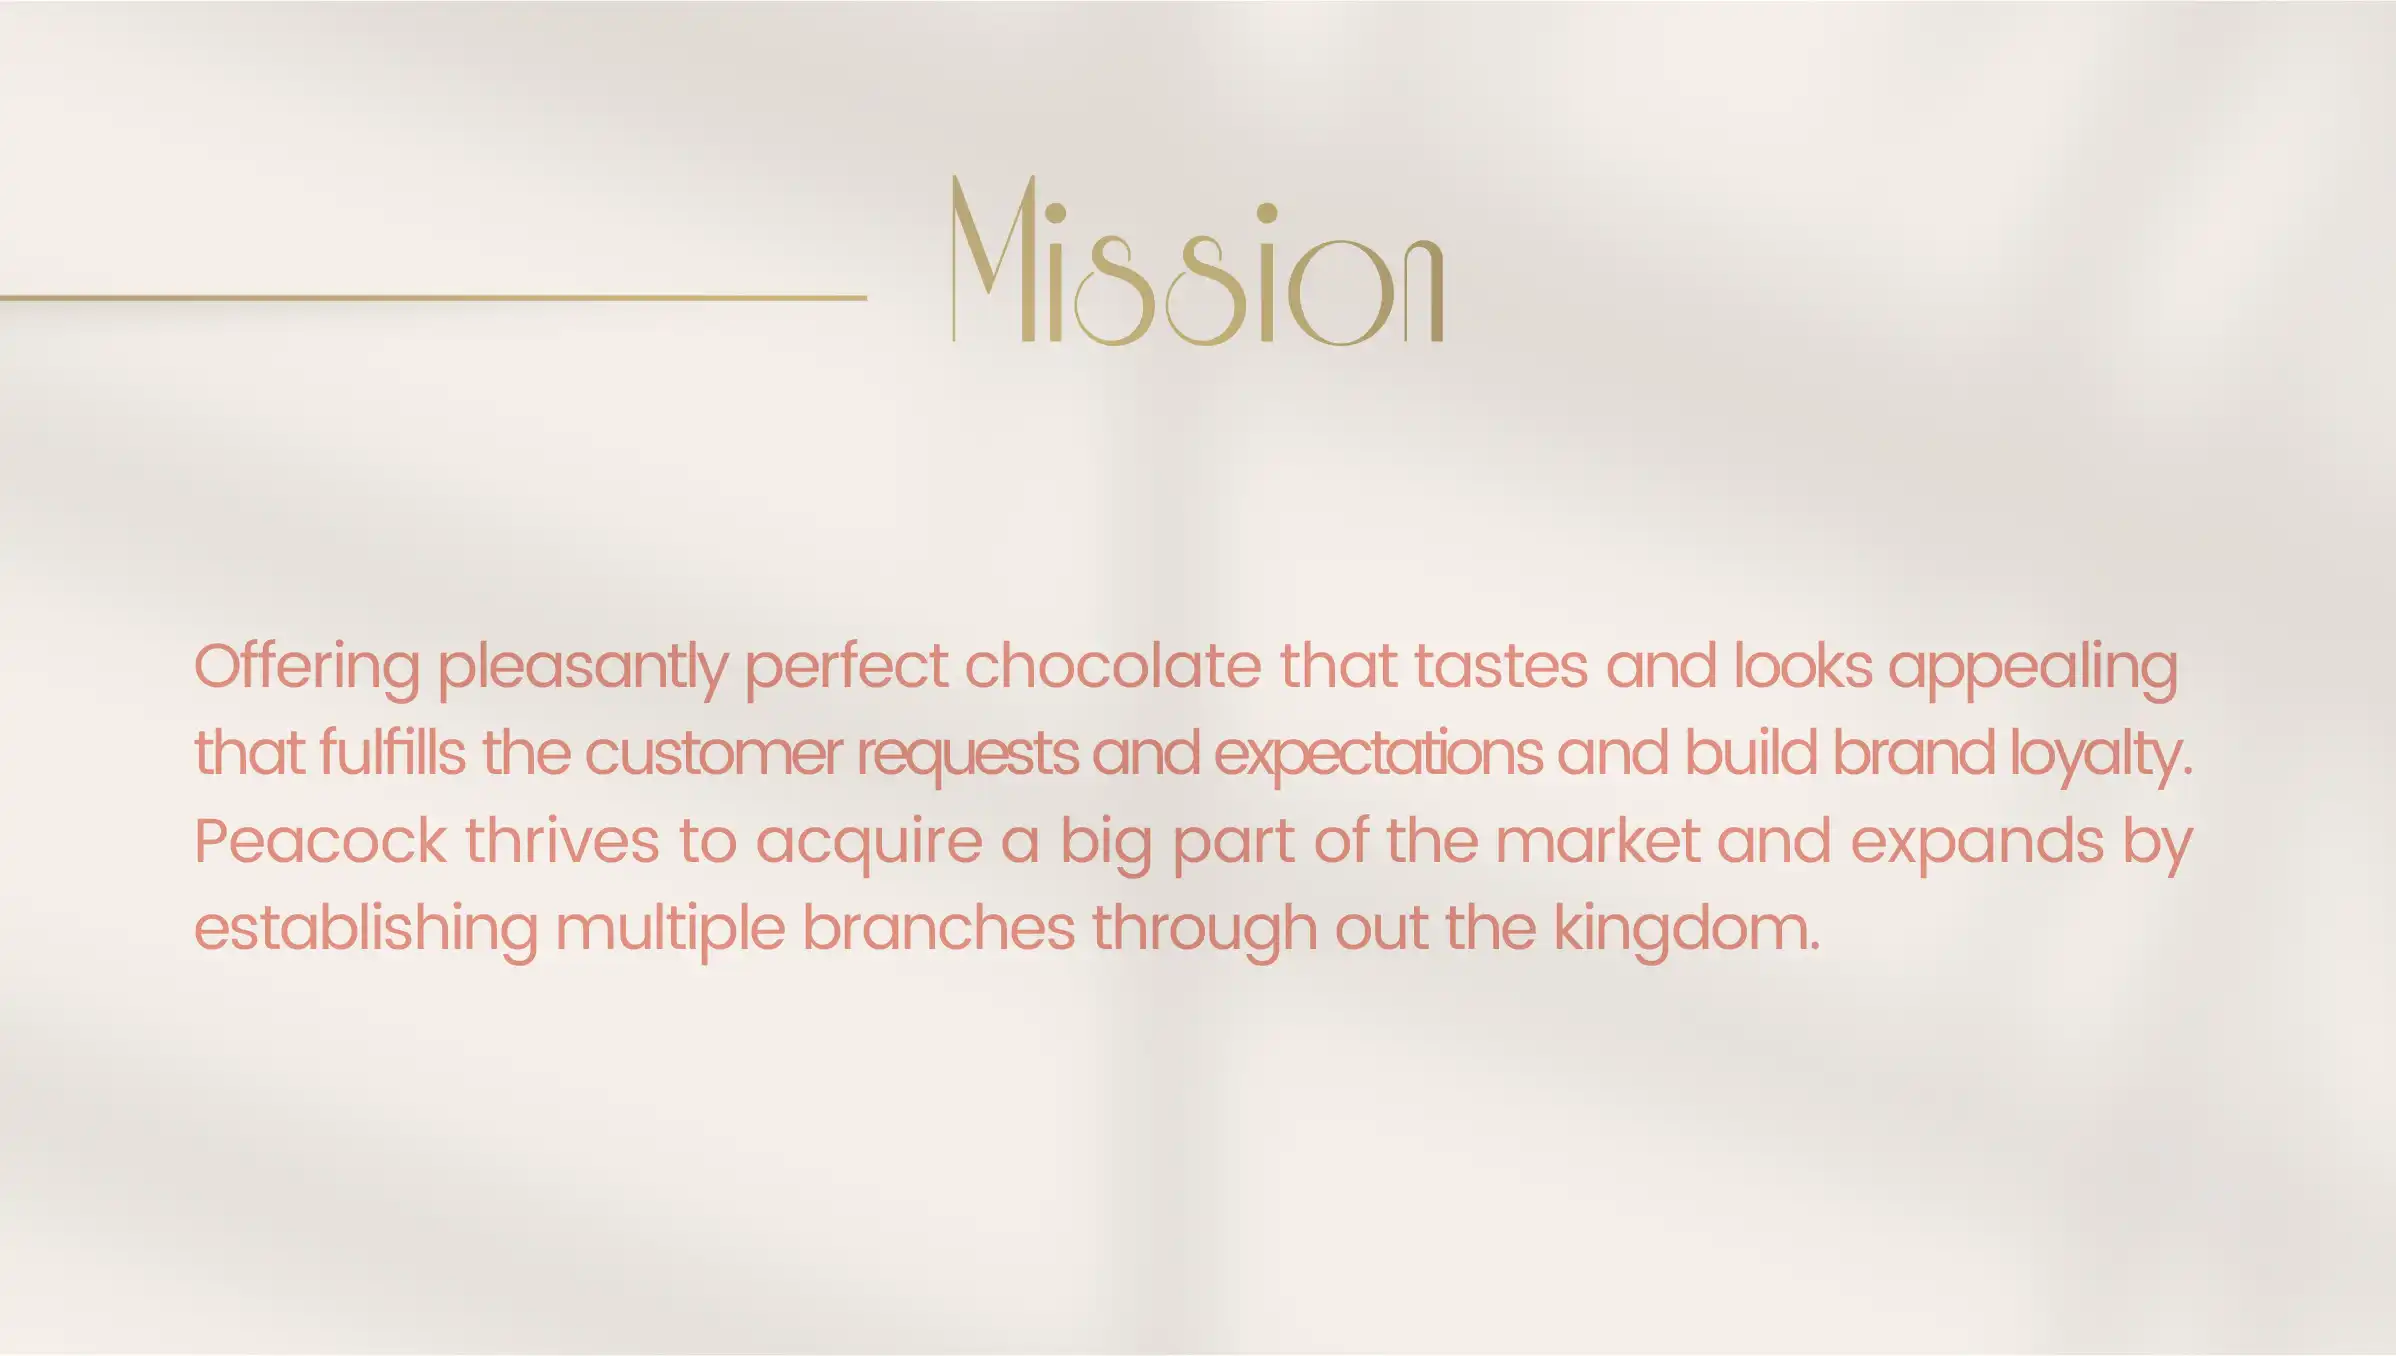 Mission
Offering pleasantly perfect chocolate that tastes and looks appealing
that fulfills the customer requests and expectations and build brand loyalty.
Peacock thrives to acquire a big part of the market and expands by
establishing multiple branches through out the kingdom.